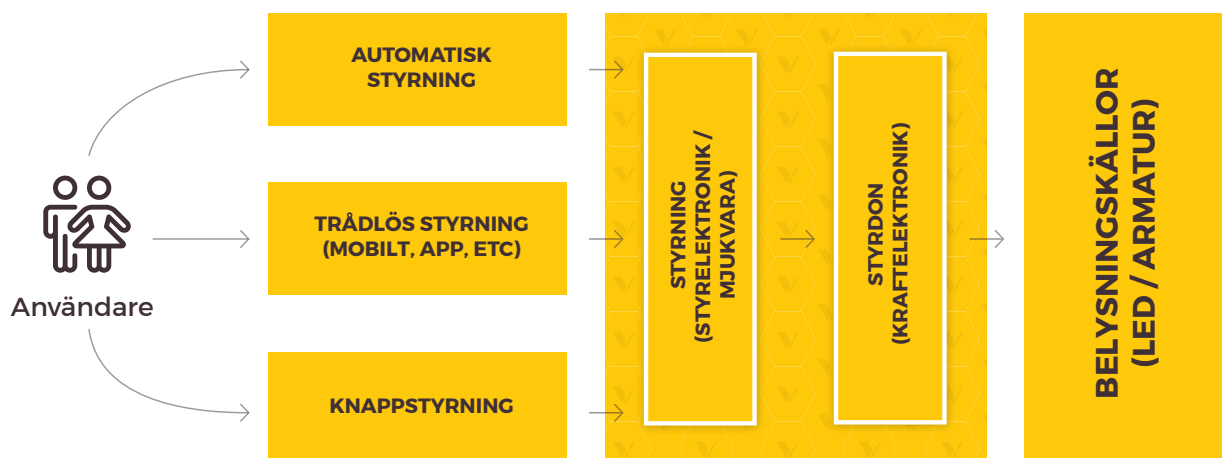 Användare
AUTOMATISK
STYRNING
TRÅDLÖS STYRNING
(MOBILT, APP, ETC)
KNAPPSTYRNING
STYRNING
(STYRELEKTRONIK /
MJUKVARA)
STYRDON
(KRAFTELEKTRONIK)
BELYSNINGSKÄLLOR
(LED / ARMATUR)